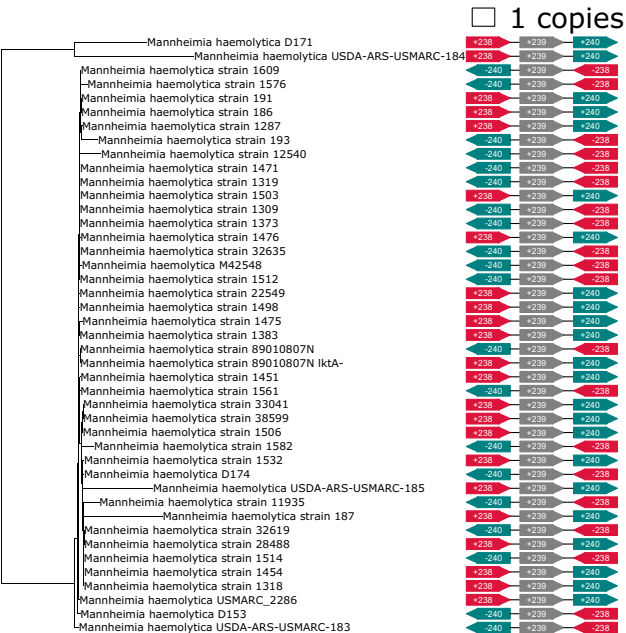 1 copies
Mannheimia haemolytica D171 +238 +239 +240
Mannheimia haemolytica USDA-ARS-USMARC-184 +238 +239 +240
Mannheimia haemolytica strain 1609 -240 +239 -238
Mannheimia haemolytica strain 1576 -240 +239 -238
Mannheimia haemolytica strain 191 +238 +239 +240
Mannheimia haemolytica strain 186 +238 +239 +240
Mannheimia haemolytica strain 1287 +238 +239 +240
Mannheimia haemolytica strain 193 -240 +239 -238
Mannheimia haemolytica strain 12540 -240 +239 -238
Mannheimia haemolytica strain 1471 -240 +239 -238
Mannheimia haemolytica strain 1319 -240 +239 -238
Mannheimia haemolytica strain 1503 +238 +239 +240
Mannheimia haemolytica strain 1309 -240 +239 -238
Mannheimia haemolytica strain 1373 -240 +239 -238
Mannheimia haemolytica strain 1476 +238 +239 +240
Mannheimia haemolytica strain 32635 -240 +239 -238
Mannheimia haemolytica M42548 -240 +239 -238
Mannheimia haemolytica strain 1512 -240 +239 -238
Mannheimia haemolytica strain 22549 +238 +239 +240
Mannheimia haemolytica strain 1498 +238 +239 +240
Mannheimia haemolytica strain 1475 +238 +239 +240
Mannheimia haemolytica strain 1383 +238 +239 +240
Mannheimia haemolytica strain 89010807N -240 +239 -238
Mannheimia haemolytica strain 89010807N lktA- +238 +239 +240
Mannheimia haemolytica strain 1451 +238 +239 +240
Mannheimia haemolytica strain 1561 -240 +239 -238
Mannheimia haemolytica strain 33041 +238 +239 +240
Mannheimia haemolytica strain 38599 +238 +239 +240
Mannheimia haemolytica strain 1506 +238 +239 +240
Mannheimia haemolytica strain 1582 -240 +239 -238
Mannheimia haemolytica strain 1532 +238 +239 +240
Mannheimia haemolytica D174 -240 +239 -238
Mannheimia haemolytica USDA-ARS-USMARC-185 +238 +239 +240
Mannheimia haemolytica strain 11935 -240 +239 -238
Mannheimia haemolytica strain 187 +238 +239 +240
Mannheimia haemolytica strain 32619 -240 +239 -238
Mannheimia haemolytica strain 28488 +238 +239 +240
Mannheimia haemolytica strain 1514 -240 +239 -238
Mannheimia haemolytica strain 1454 +238 +239 +240
Mannheimia haemolytica strain 1318 +238 +239 +240
Mannheimia haemolytica USMARC_2286 +238 +239 +240
Mannheimia haemolytica D153 -240 +239 -238
Mannheimia haemolytica USDA-ARS-USMARC-183 -240 +239 -238